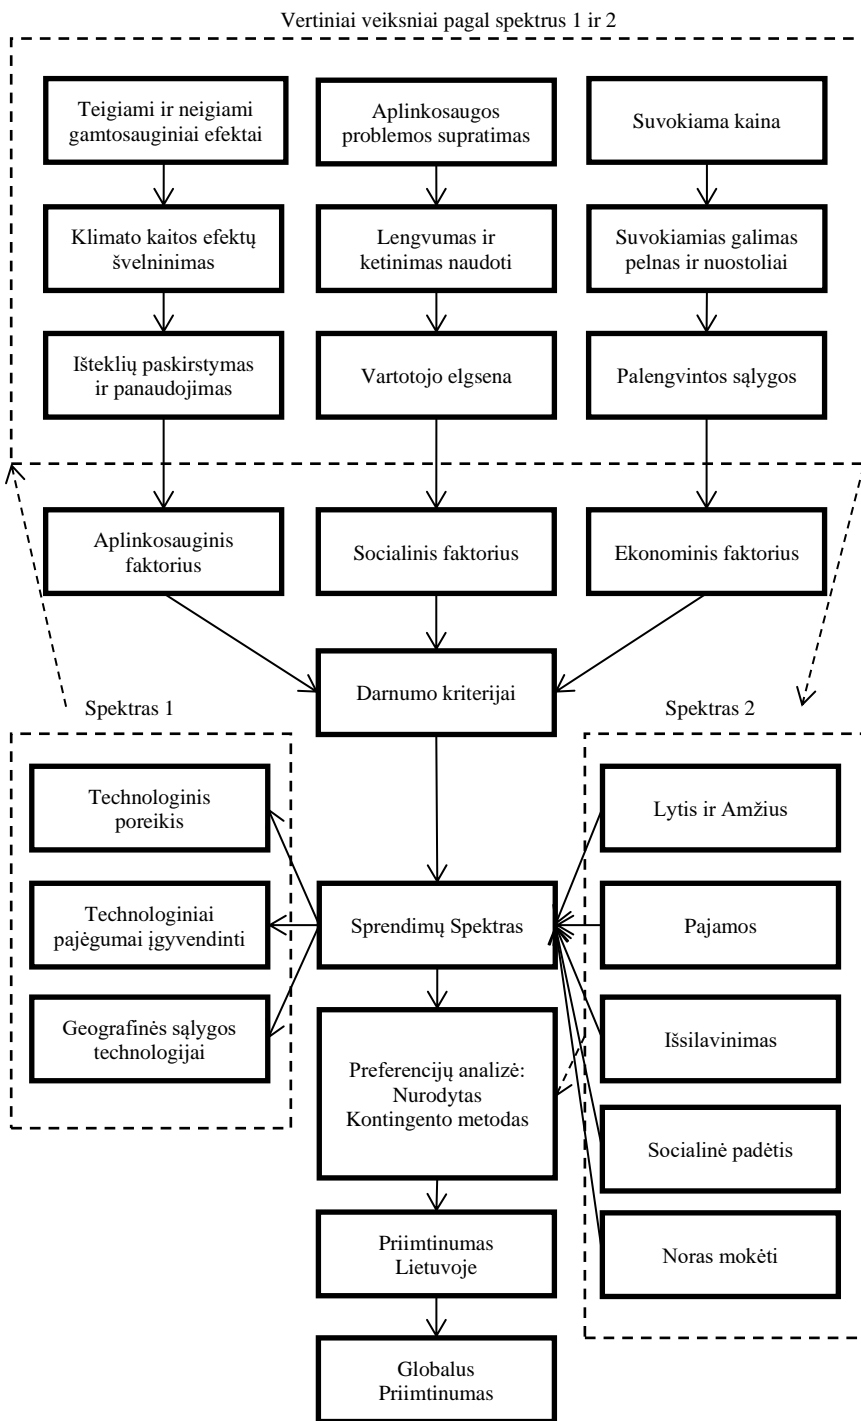 Vertiniai veiksniai pagal spektrus 1 ir 2
Teigiami ir neigiami
gamtosauginiai efektai
Aplinkosaugos
problemos supratimas
Suvokiama kaina
Klimato kaitos efektų
švelninimas
Lengvumas ir
ketinimas naudoti
Suvokiamias galimas
pelnas ir nuostoliai
Išteklių paskirstymas
ir panaudojimas
Vartotojo elgsena
Palengvintos sąlygos
Aplinkosauginis
faktorius
Socialinis faktorius
Ekonominis faktorius
Darnumo kriterijai
Spektras 1
Spektras 2
Technologinis
poreikis
Lytis ir Amžius
Technologiniai
pajėgumai įgyvendinti
Sprendimų Spektras
Pajamos
Geografinės sąlygos
technologijai
Preferencijų analizė:
Nurodytas
Kontingento metodas
Išsilavinimas
Socialinė padėtis
Priimtinumas
Lietuvoje
Noras mokėti
Globalus
Priimtinumas